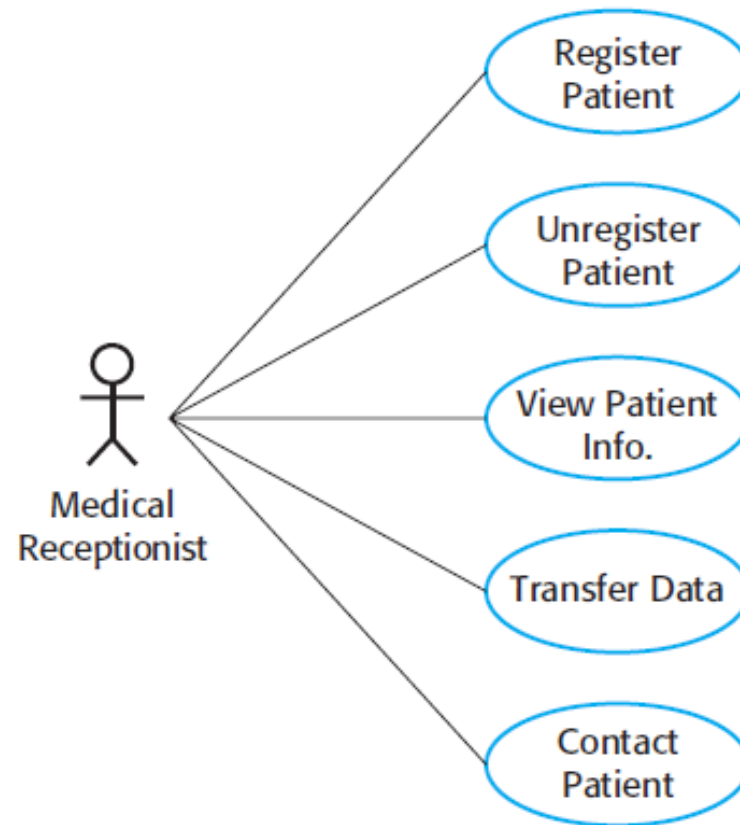 Register
Patient
Unregister
Patient
View Patient
Info.
Medical
Receptionist
Transfer Data
Contact
Patient